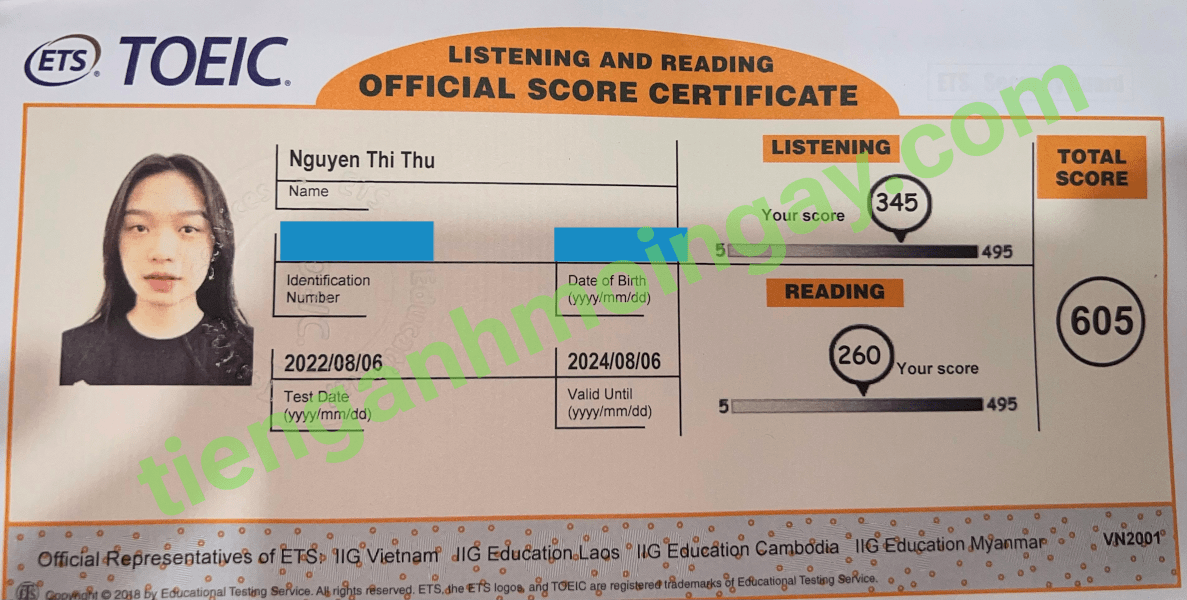 ETS® TOEIC®
LISTENING AND READING
OFFICIAL SCORE CERTIFICATE
Nguyen Thi Thu
Name
Identification
Number
Date of Birth
(yyyy/mm/dd)
2022/08/06
Test Date
(yyyy/mm/dd)
2024/08/06
Valid Until
(yyyy/mm/dd)
LISTENING
Your score
345
5 495
READING
260
Your score
5 495
TOTAL
SCORE
605
tienganhmoingay.com
Official Representatives of ETS: IIG Vietnam IIG Education Laos IIG Education Cambodia IIG Education Myanmar
VN2001
ETS Copyright © 2018 by Educational Testing Service. All rights reserved. ETS, the ETS logos, and TOEIC are registered trademarks of Educational Testing Service.